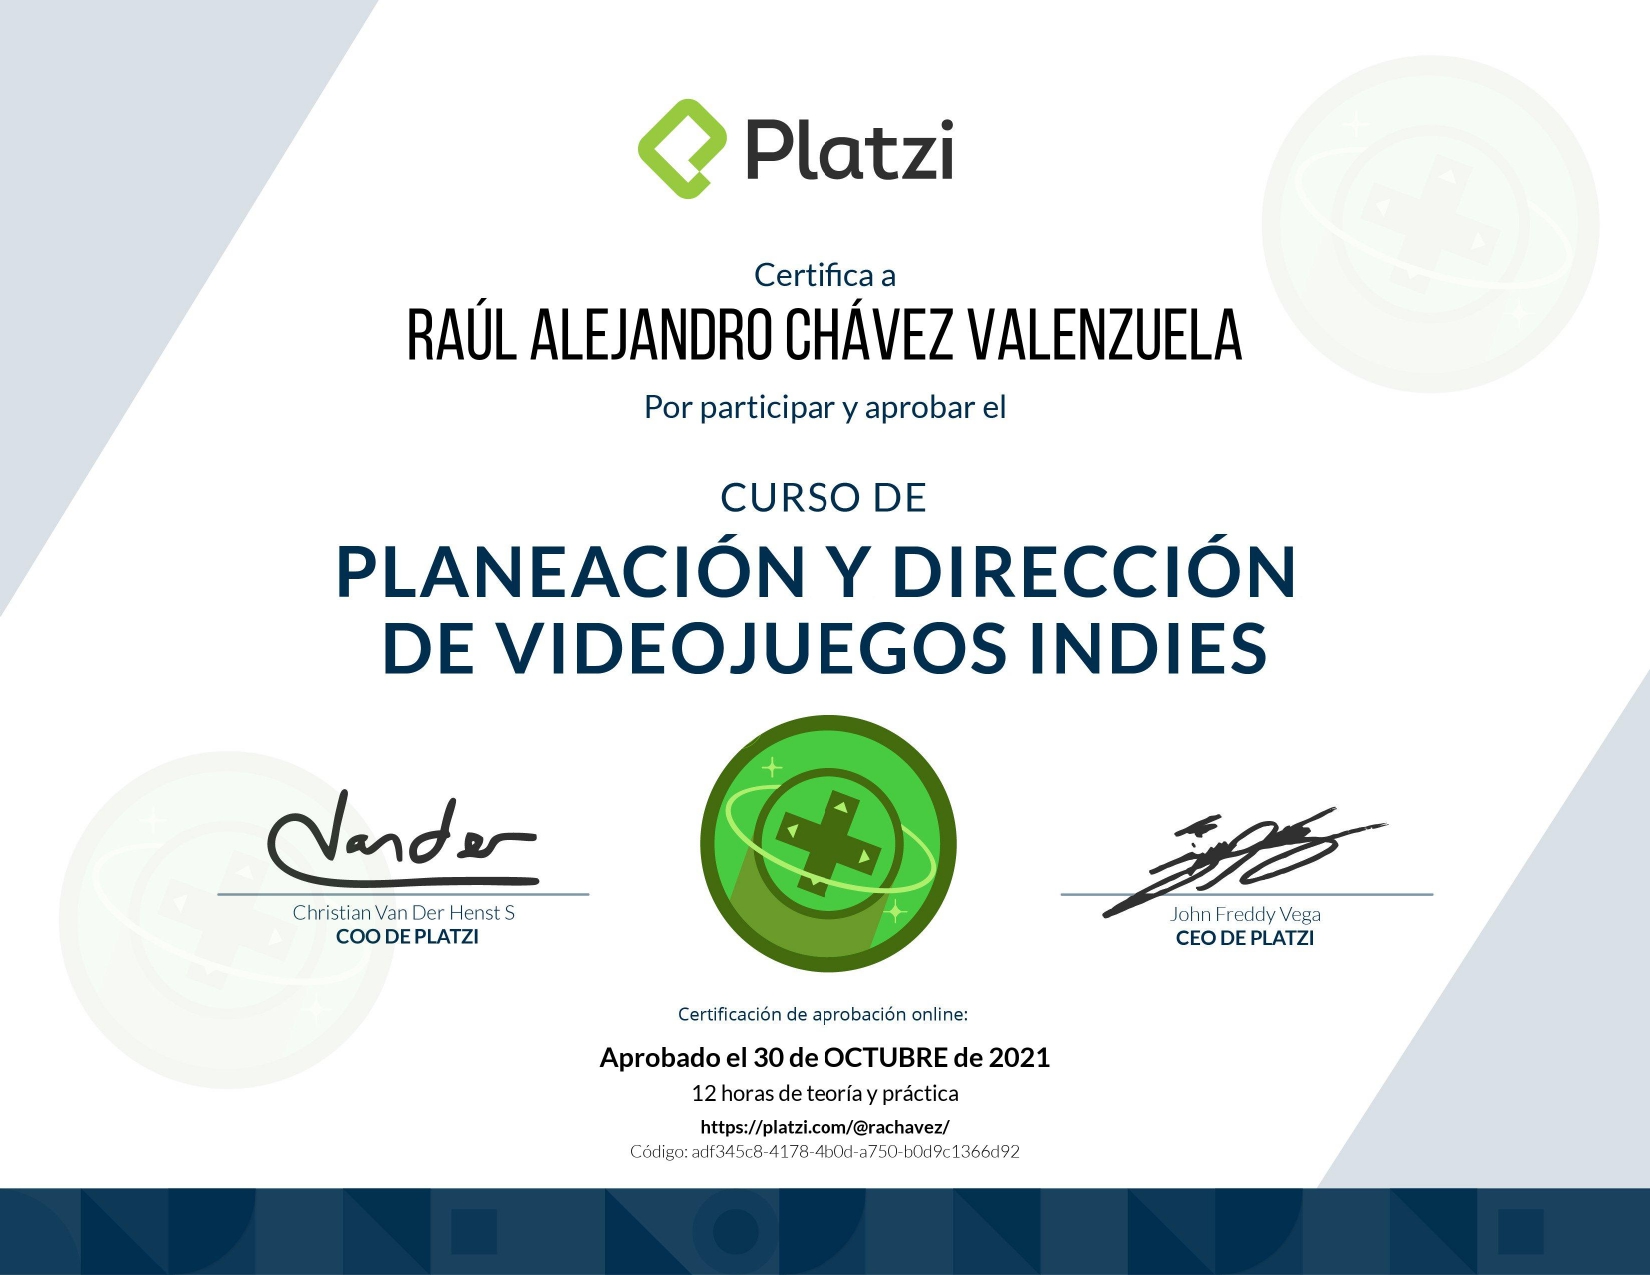 Platzi
Certifica a
RAÚL ALEJANDRO CHÁVEZ VALENZUELA
Por participar y aprobar el
CURSO DE
PLANEACIÓN Y DIRECCIÓN
DE VIDEOJUEGOS INDIES
Vander
Christian Van Der Henst S
COO DE PLATZI
John Freddy Vega
CEO DE PLATZI
Certificación de aprobación online:
Aprobado el 30 de OCTUBRE de 2021
12 horas de teoría y práctica
https://platzi.com/@rachavez/
Código: adf345c8-4178-4b0d-a750-b0d9c1366d92